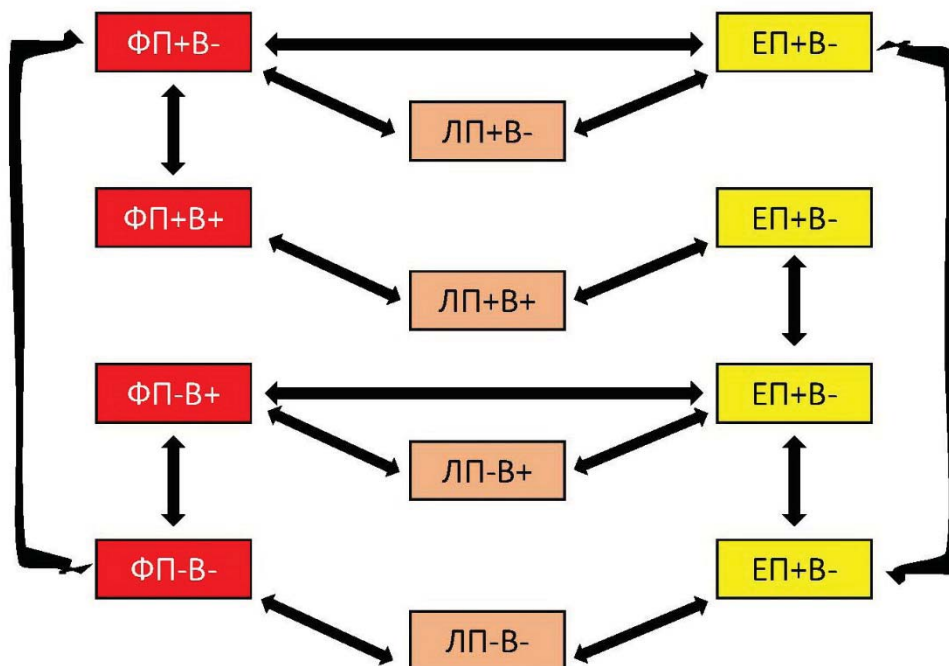 ФП+В-
ЕП+В-
ЛП+В-
ФП+В+
ЕП+В-
ЛП+В+
ФП-В+
ЕП+В-
ЛП-В+
ФП-В-
ЕП+В-
ЛП-В-